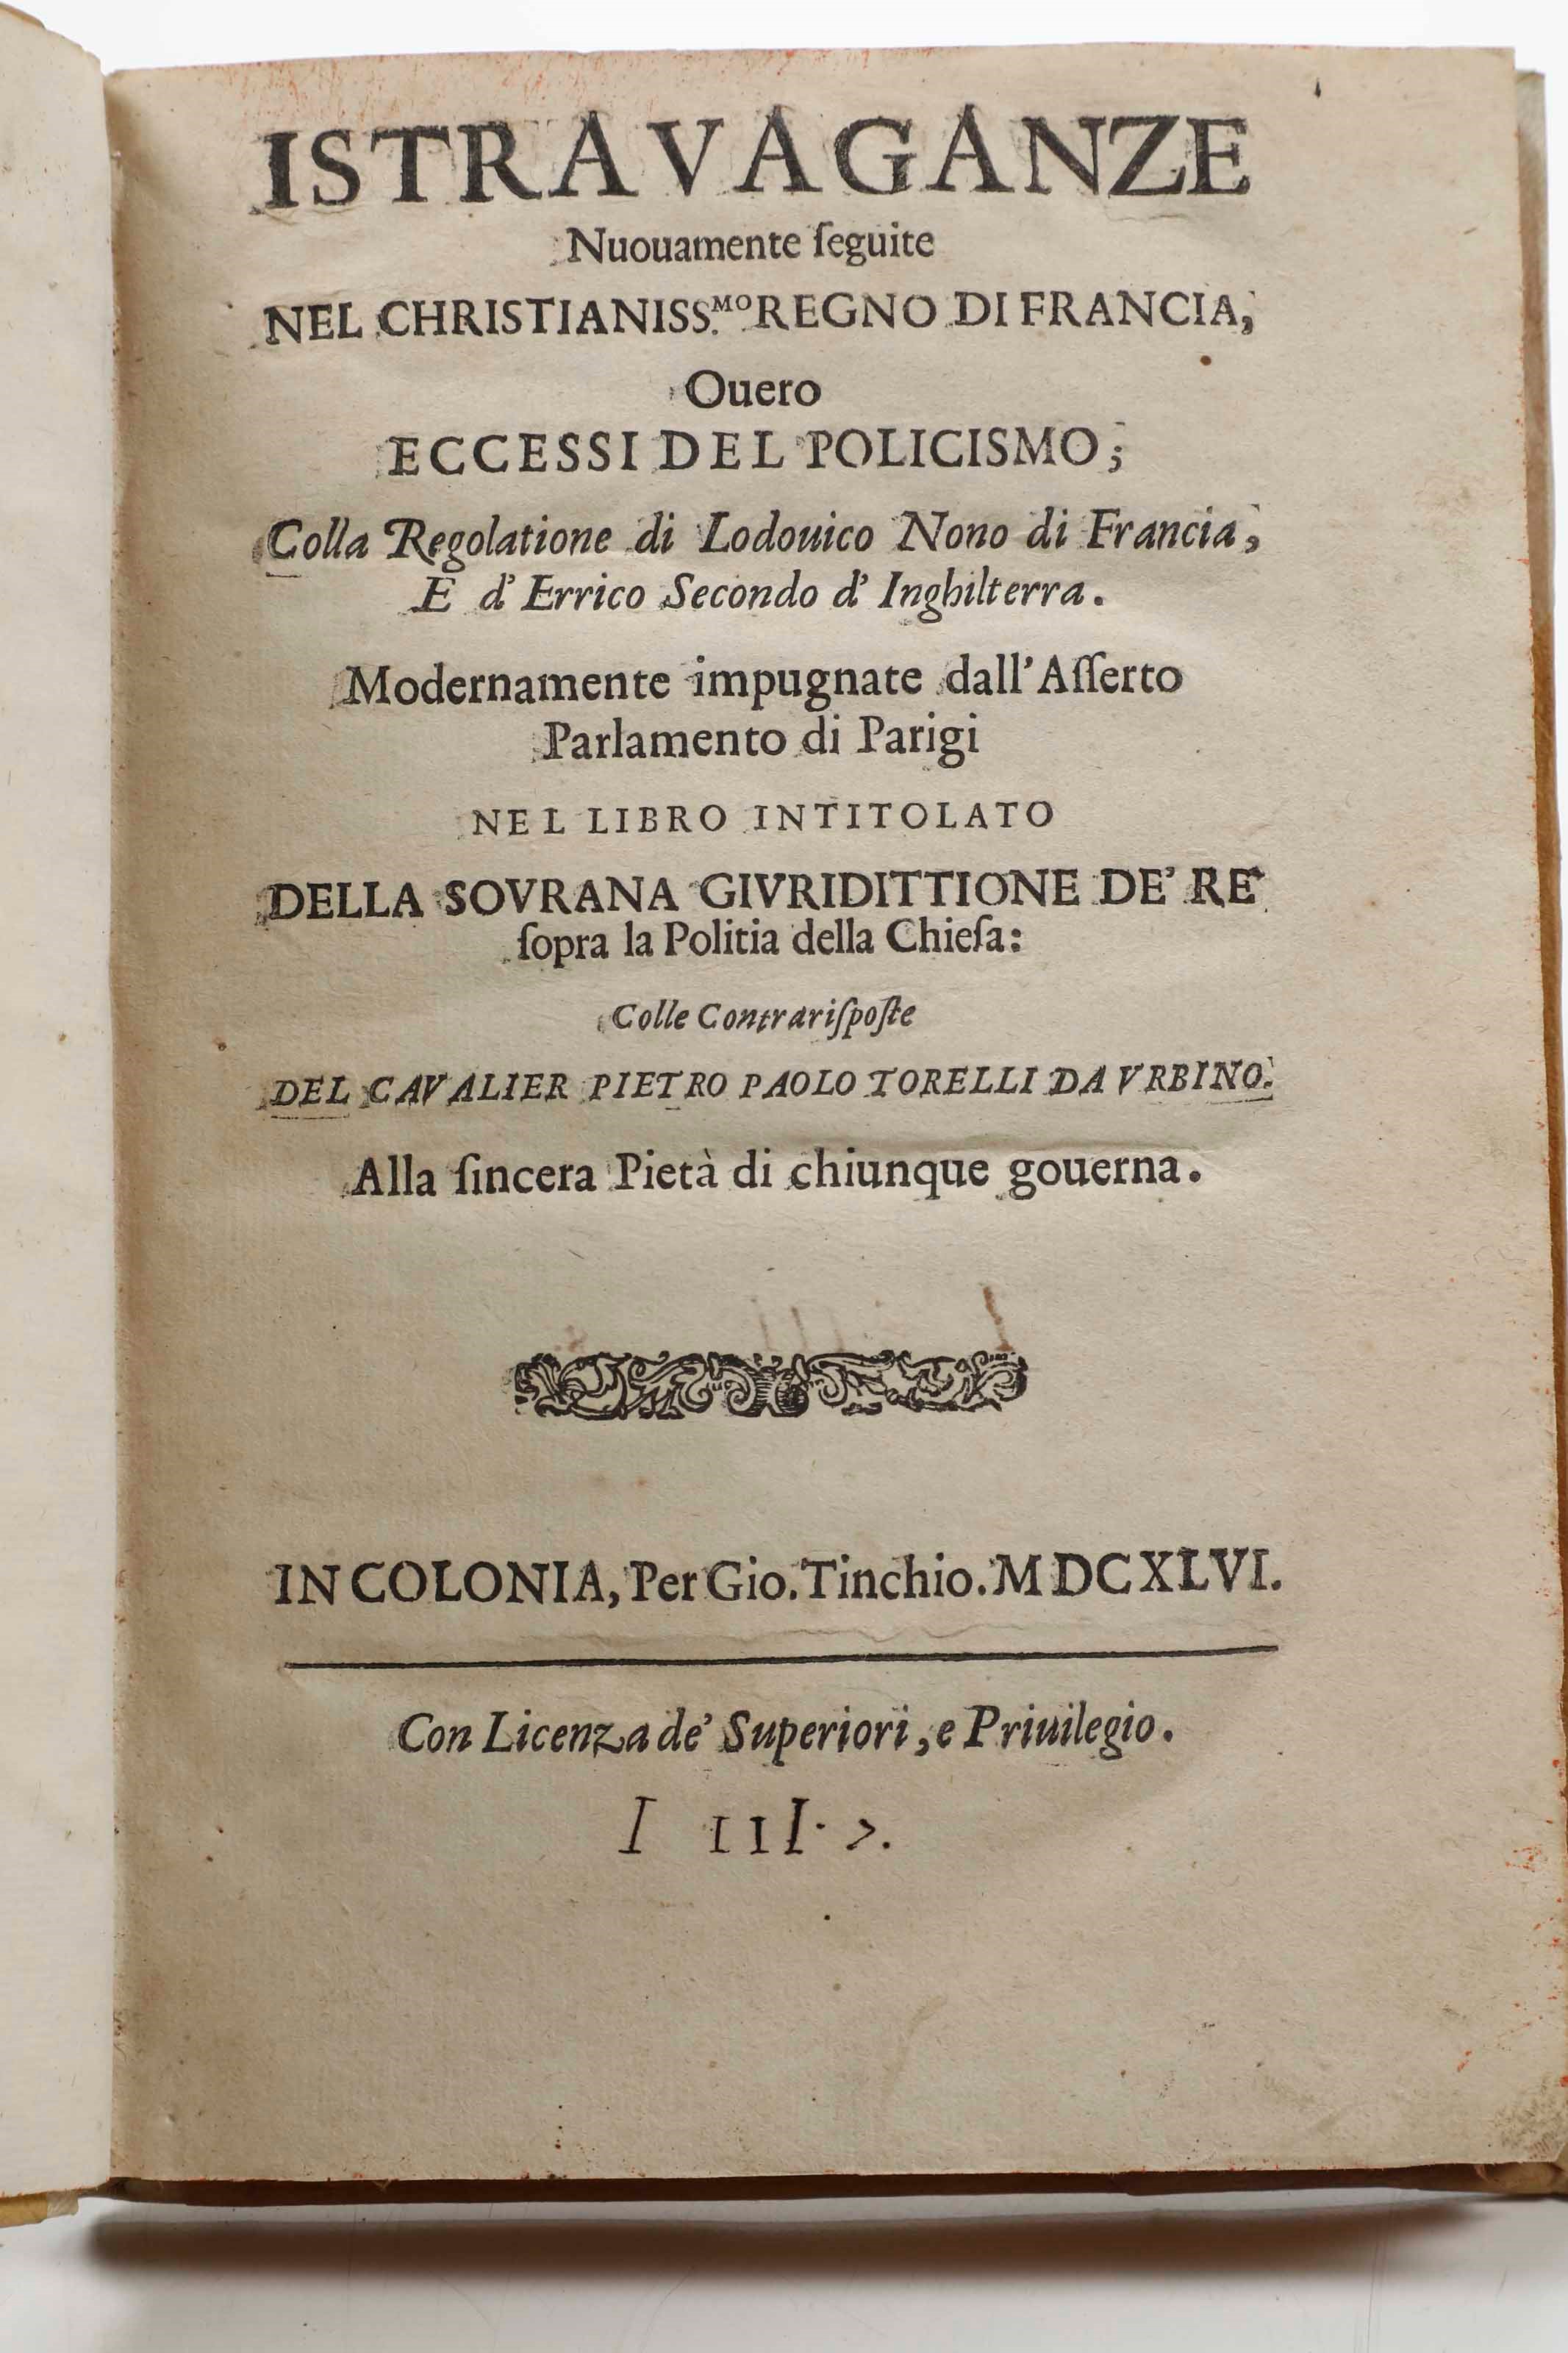 ISTRAVAGANZE
Nuouamente ſeguite
NEL CHRISTIANISS.MO REGNO DI FRANCIA,
Ouero
ECCESSI DEL POLICISMO;
Colla Regolatione di Lodouico Nono di Francia,
E d' Errico Secondo d' Inghilterra.
Modernamente impugnate dall'Aſſerto
Parlamento di Parigi
NEL LIBRO INTITOLATO
DELLA SOVRANA GIVRIDITTIONE DE' RE
ſopra la Politia della Chieſa:
Colle Contrariſpoſte
DEL CAVALIER PIETRO PAOLO TORELLI DA VRBINO.
Alla ſincera Pietà di chiunque gouerna.
IN COLONIA, Per Gio. Tinchio. MDCXLVI.
Con Licenza de' Superiori, e Priuilegio.
I III· >.